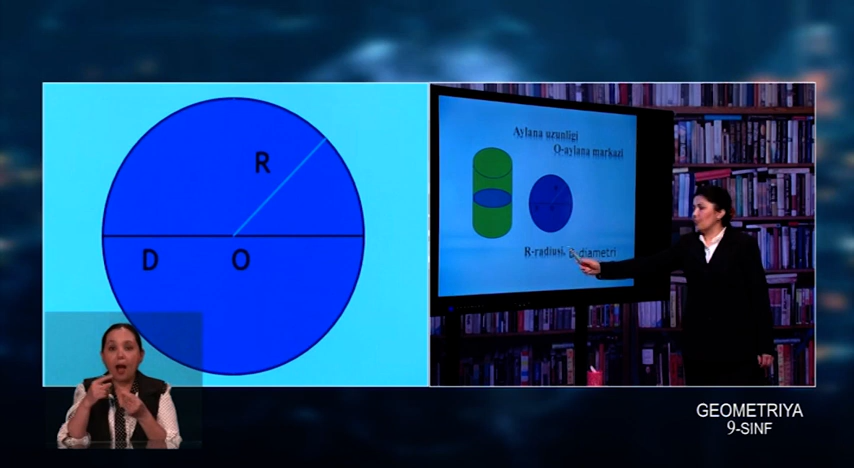 R
D O
Aylana uzunligi
O-aylana markazi
R-radiusi, diametri
GEOMETRIYA
9-SINF